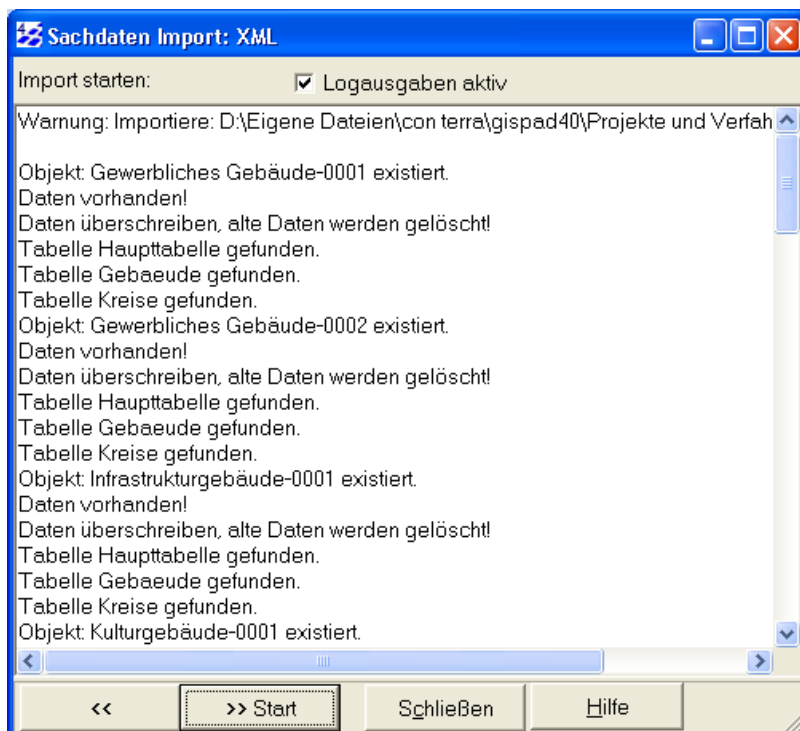 Sachdaten Import: XML
Import starten:
Logausgaben aktiv
Warnung: Importiere: D:\Eigene Dateien\con terra\gispad40\Projekte und Verfah
Objekt: Gewerbliches Gebäude-0001 existiert.
Daten vorhanden!
Daten überschreiben, alte Daten werden gelöscht!
Tabelle Haupttabelle gefunden.
Tabelle Gebaeude gefunden.
Tabelle Kreise gefunden.
Objekt: Gewerbliches Gebäude-0002 existiert.
Daten vorhanden!
Daten überschreiben, alte Daten werden gelöscht!
Tabelle Haupttabelle gefunden.
Tabelle Gebaeude gefunden.
Tabelle Kreise gefunden.
Objekt: Infrastrukturgebäude-0001 existiert.
Daten vorhanden!
Daten überschreiben, alte Daten werden gelöscht!
Tabelle Haupttabelle gefunden.
Tabelle Gebaeude gefunden.
Tabelle Kreise gefunden.
Objekt: Kulturgebäude-0001 existiert.
<<
>> Start
Schließen
Hilfe